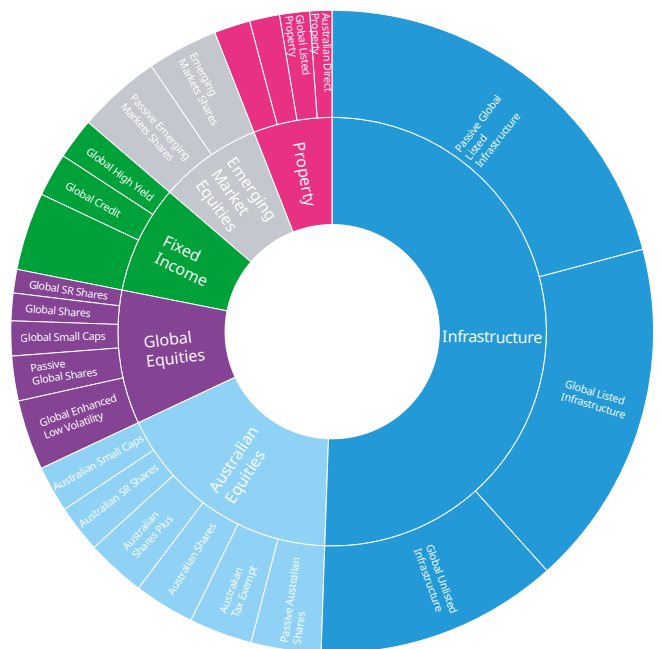 Infrastructure
Passive Global
Listed
Infrastructure
Global Listed
Infrastructure
Global Unlisted
Infrastructure
Australian
Equities
Passive Australian
Shares
Australian
Tax Exempt
Australian Shares
Australian
Shares Plus
Australian SR Shares
Australian Small Caps
Global
Equities
Global Enhanced
Low Volatility
Passive
Global Shares
Global Small Caps
Global Shares
Global SR Shares
Fixed
Income
Global Credit
Global High Yield
Emerging
Market
Equities
Passive Emerging
Markets Shares
Emerging
Markets Shares
Property
Global Listed
Property
Australian Direct
Property